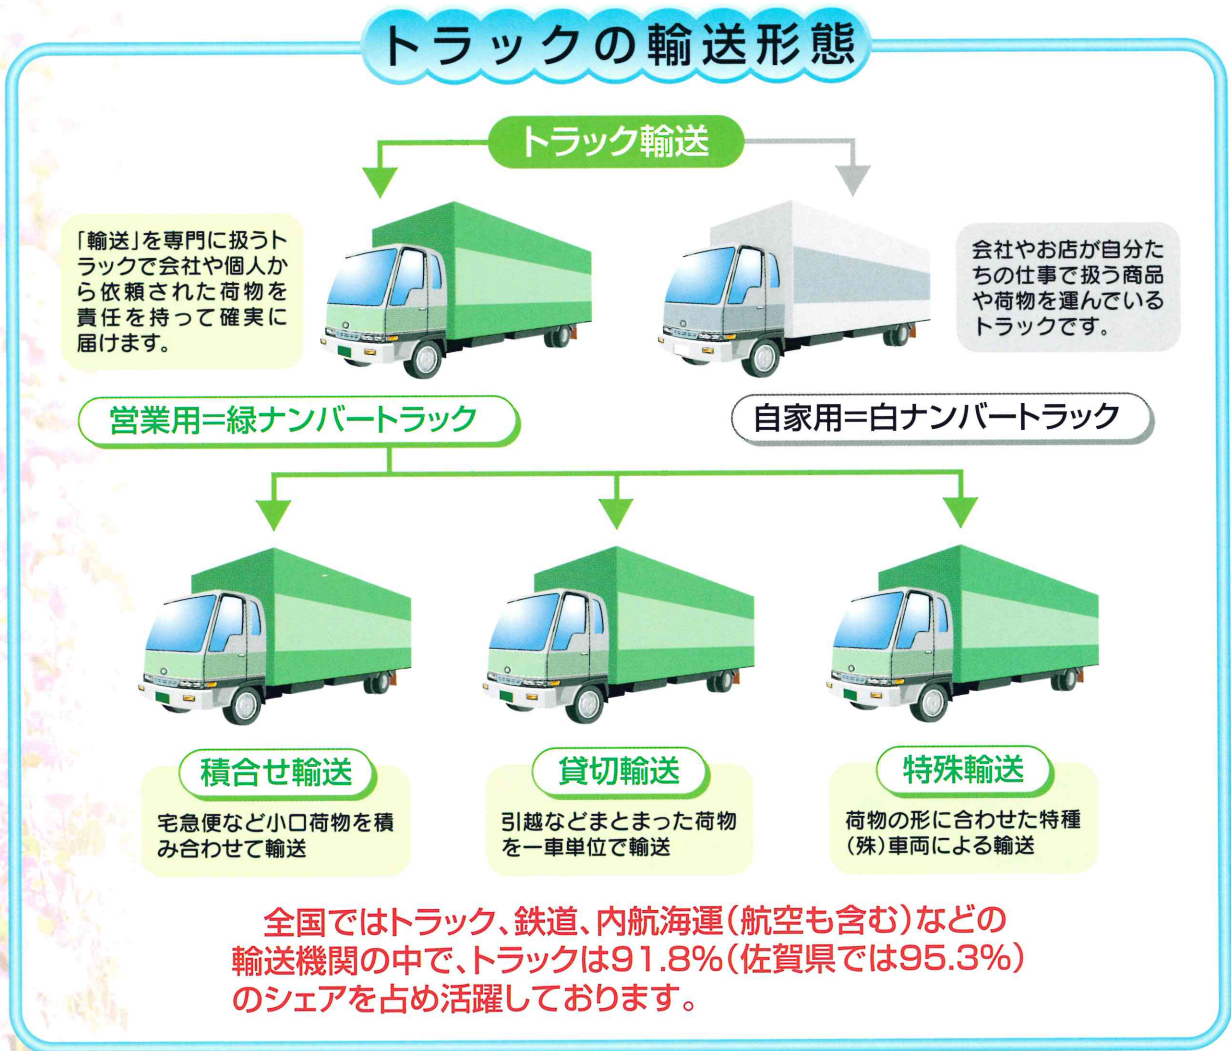 トラックの輸送形態
トラック輸送
「輸送」を専門に扱うト
ラックで会社や個人か
ら依頼された荷物を
責任を持って確実に
届けます。
会社やお店が自分た
ちの仕事で扱う商品
や荷物を運んでいる
トラックです。
営業用=緑ナンバートラック
自家用=白ナンバートラック
積合せ輸送
宅急便など小口荷物を積
み合わせて輸送
貸切輸送
引越などまとまった荷物
を一車単位で輸送
特殊輸送
荷物の形に合わせた特種
(殊)車両による輸送
全国ではトラック、鉄道、内航海運(航空も含む)などの
輸送機関の中で、トラックは91.8%(佐賀県では95.3%)
のシェアを占め活躍しております。